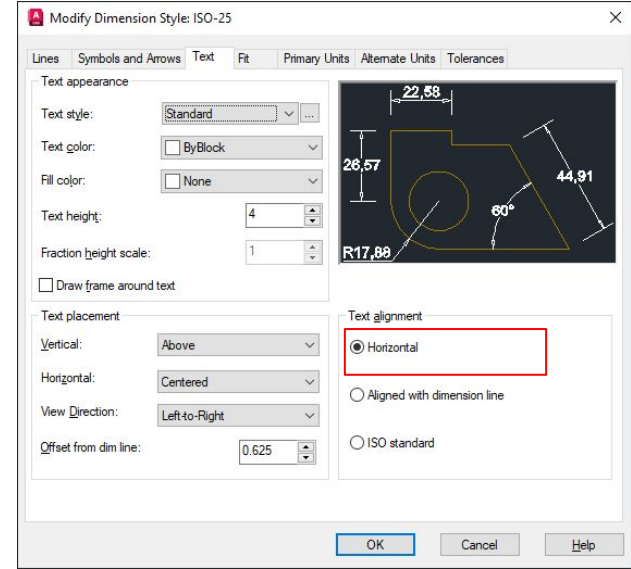 Modify Dimension Style: ISO-25
Lines Symbols and Arrows Text Fit Primary Units Alternate Units Tolerances
Text appearance
Text style: Standard ...
Text color: ByBlock
Fill color: None
Text height: 4
Fraction height scale: 1
Draw frame around text
22,58
26,57
44,91
60°
R17,88
Text placement
Vertical: Above
Horizontal: Centered
View Direction: Left-to-Right
Offset from dim line: 0.625
Text alignment
Horizontal
Aligned with dimension line
ISO standard
OK Cancel Help